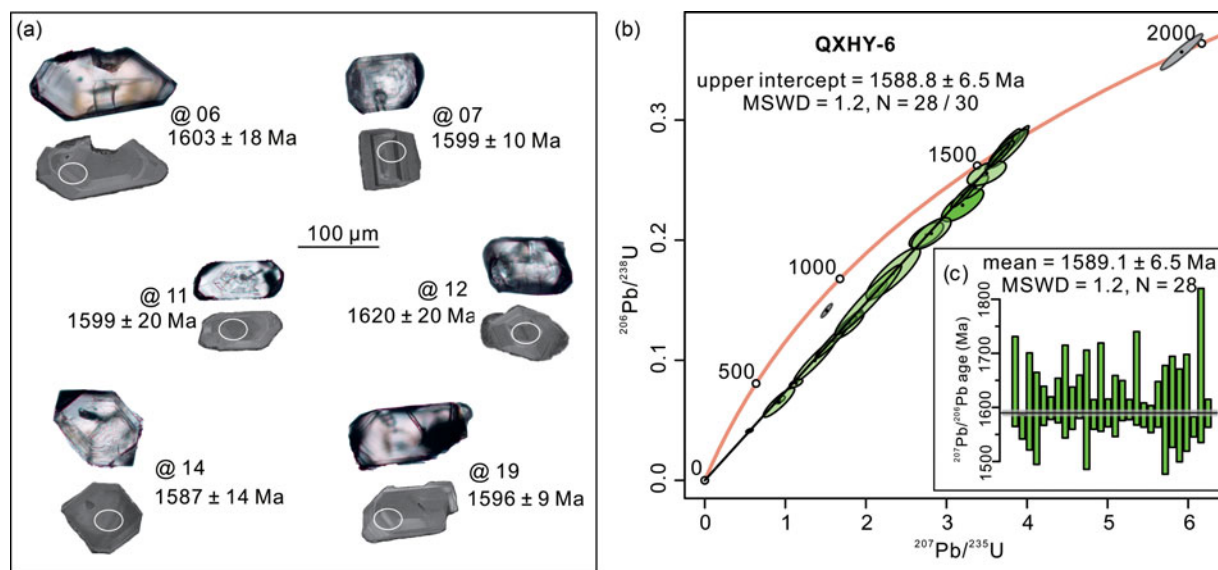 (a)
@ 06
1603 ± 18 Ma
@ 07
1599 ± 10 Ma
100 µm
@ 11
1599 ± 20 Ma
@ 12
1620 ± 20 Ma
@ 14
1587 ± 14 Ma
@ 19
1596 ± 9 Ma
(b)
QXHY-6
upper intercept = 1588.8 ± 6.5 Ma
MSWD = 1.2, N = 28 / 30
2000
1500
1000
500
0
0.3
0.2
0.1
0.0
²⁰⁶Pb/²³⁸U
0 1 2 3 4 5 6
²⁰⁷Pb/²³⁵U
(c)
mean = 1589.1 ± 6.5 Ma
MSWD = 1.2, N = 28
1800
1700
1600
1500
²⁰⁷Pb/²⁰⁶Pb age (Ma)